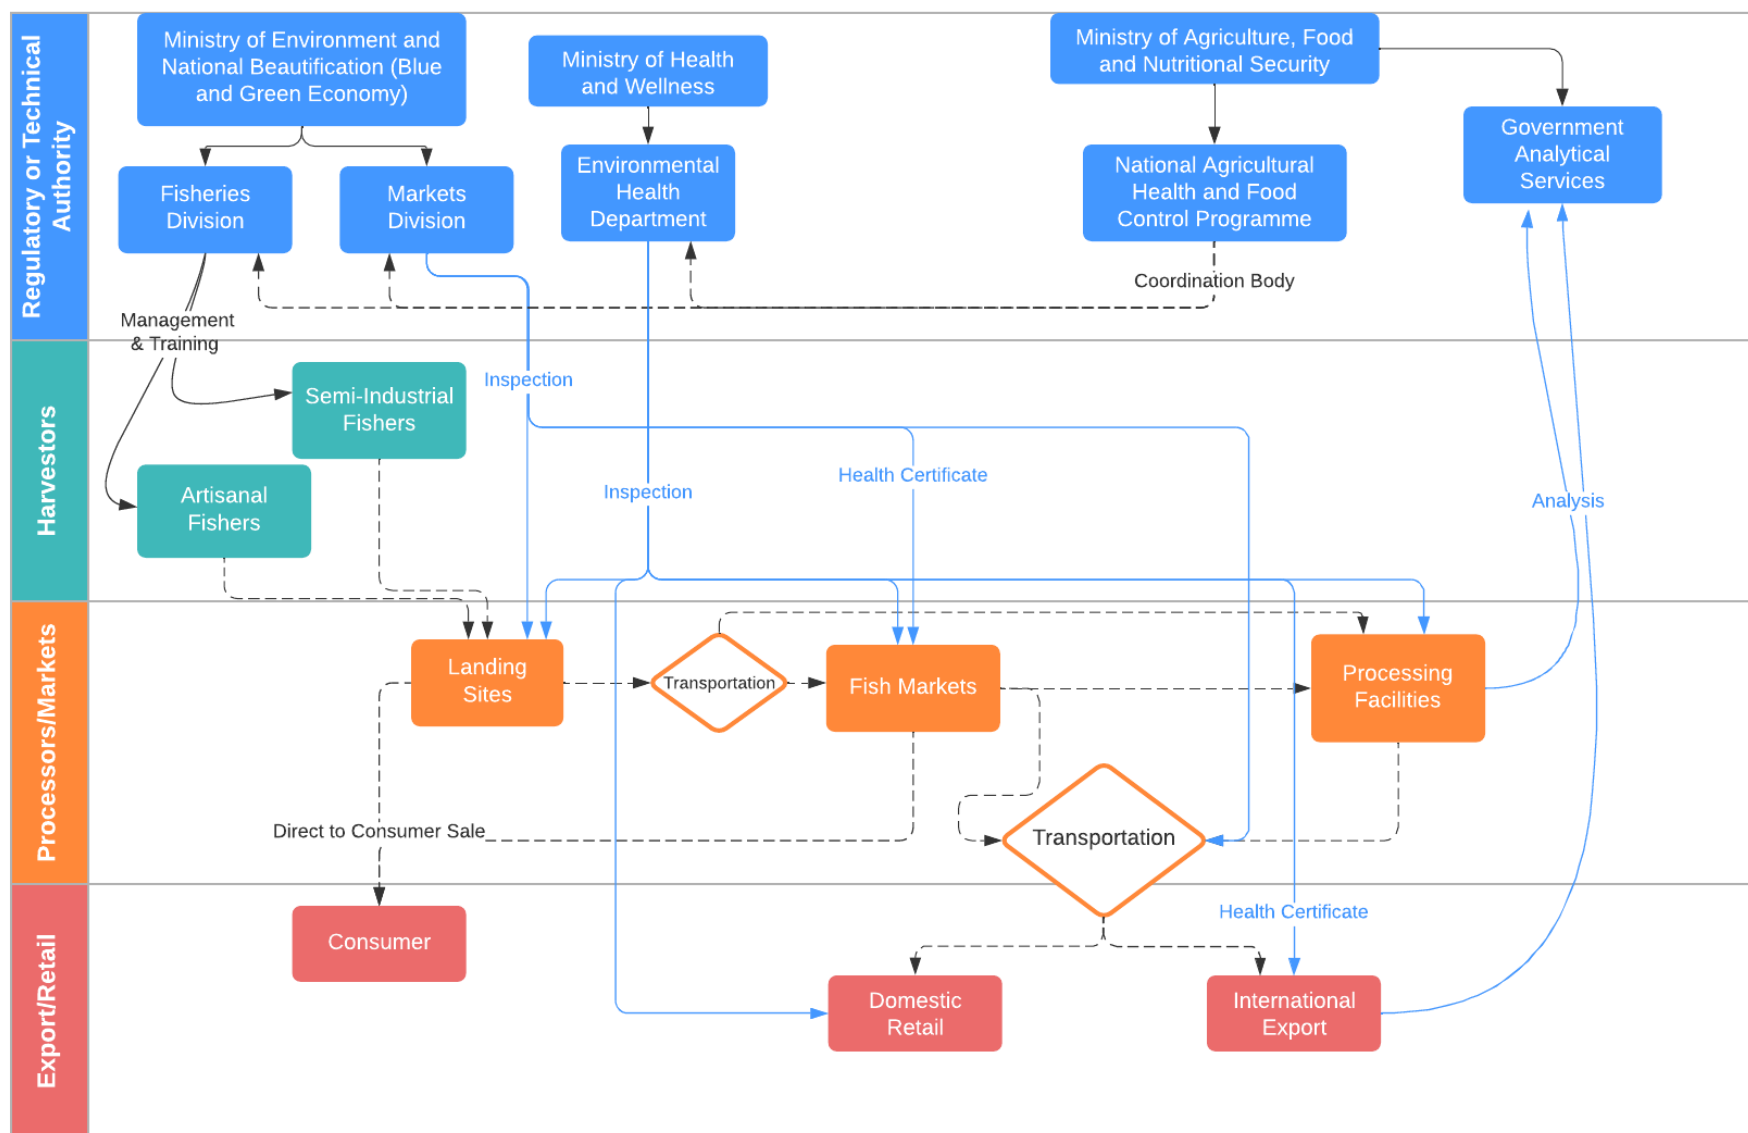 Regulatory or Technical
Authority
Ministry of Environment and
National Beautification (Blue
and Green Economy)
Ministry of Health
and Wellness
Ministry of Agriculture, Food
and Nutritional Security
Government
Analytical
Services
Fisheries
Division
Markets
Division
Environmental
Health
Department
National Agricultural
Health and Food
Control Programme
Coordination Body
Management
& Training
Harvestors
Semi-Industrial
Fishers
Inspection
Artisanal
Fishers
Inspection
Health Certificate
Analysis
Processors/Markets
Landing
Sites
Transportation
Fish Markets
Processing
Facilities
Direct to Consumer Sale
Transportation
Export/Retail
Consumer
Health Certificate
Domestic
Retail
International
Export